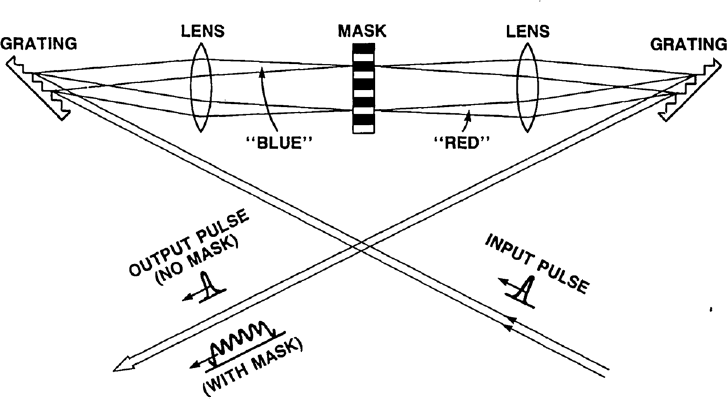 GRATING
LENS
MASK
LENS
GRATING
"BLUE"
"RED"
OUTPUT PULSE
(NO MASK)
INPUT PULSE
(WITH MASK)